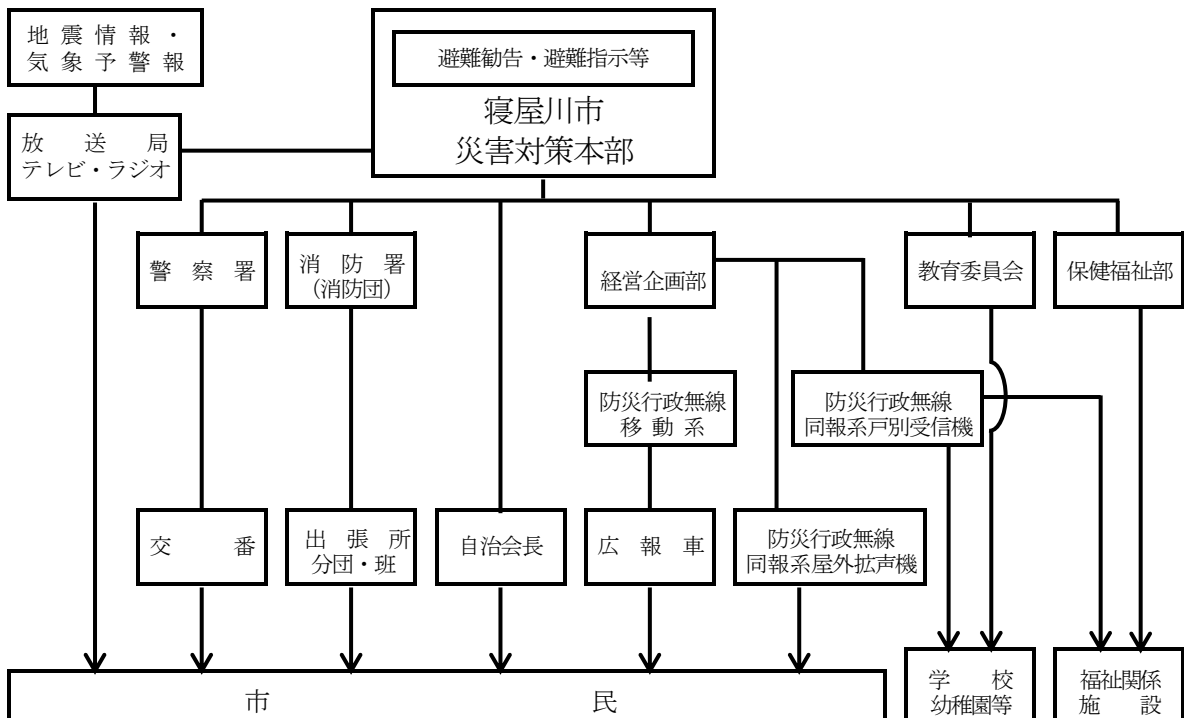 地震情報・
気象予警報
避難勧告・避難指示等
寝屋川市
災害対策本部
放送局
テレビ・ラジオ
警察署
消防署
（消防団）
経営企画部
教育委員会
保健福祉部
防災行政無線
移動系
防災行政無線
同報系戸別受信機
交番
出張所
分団・班
自治会長
広報車
防災行政無線
同報系屋外拡声機
市民
学校
幼稚園等
福祉関係
施設